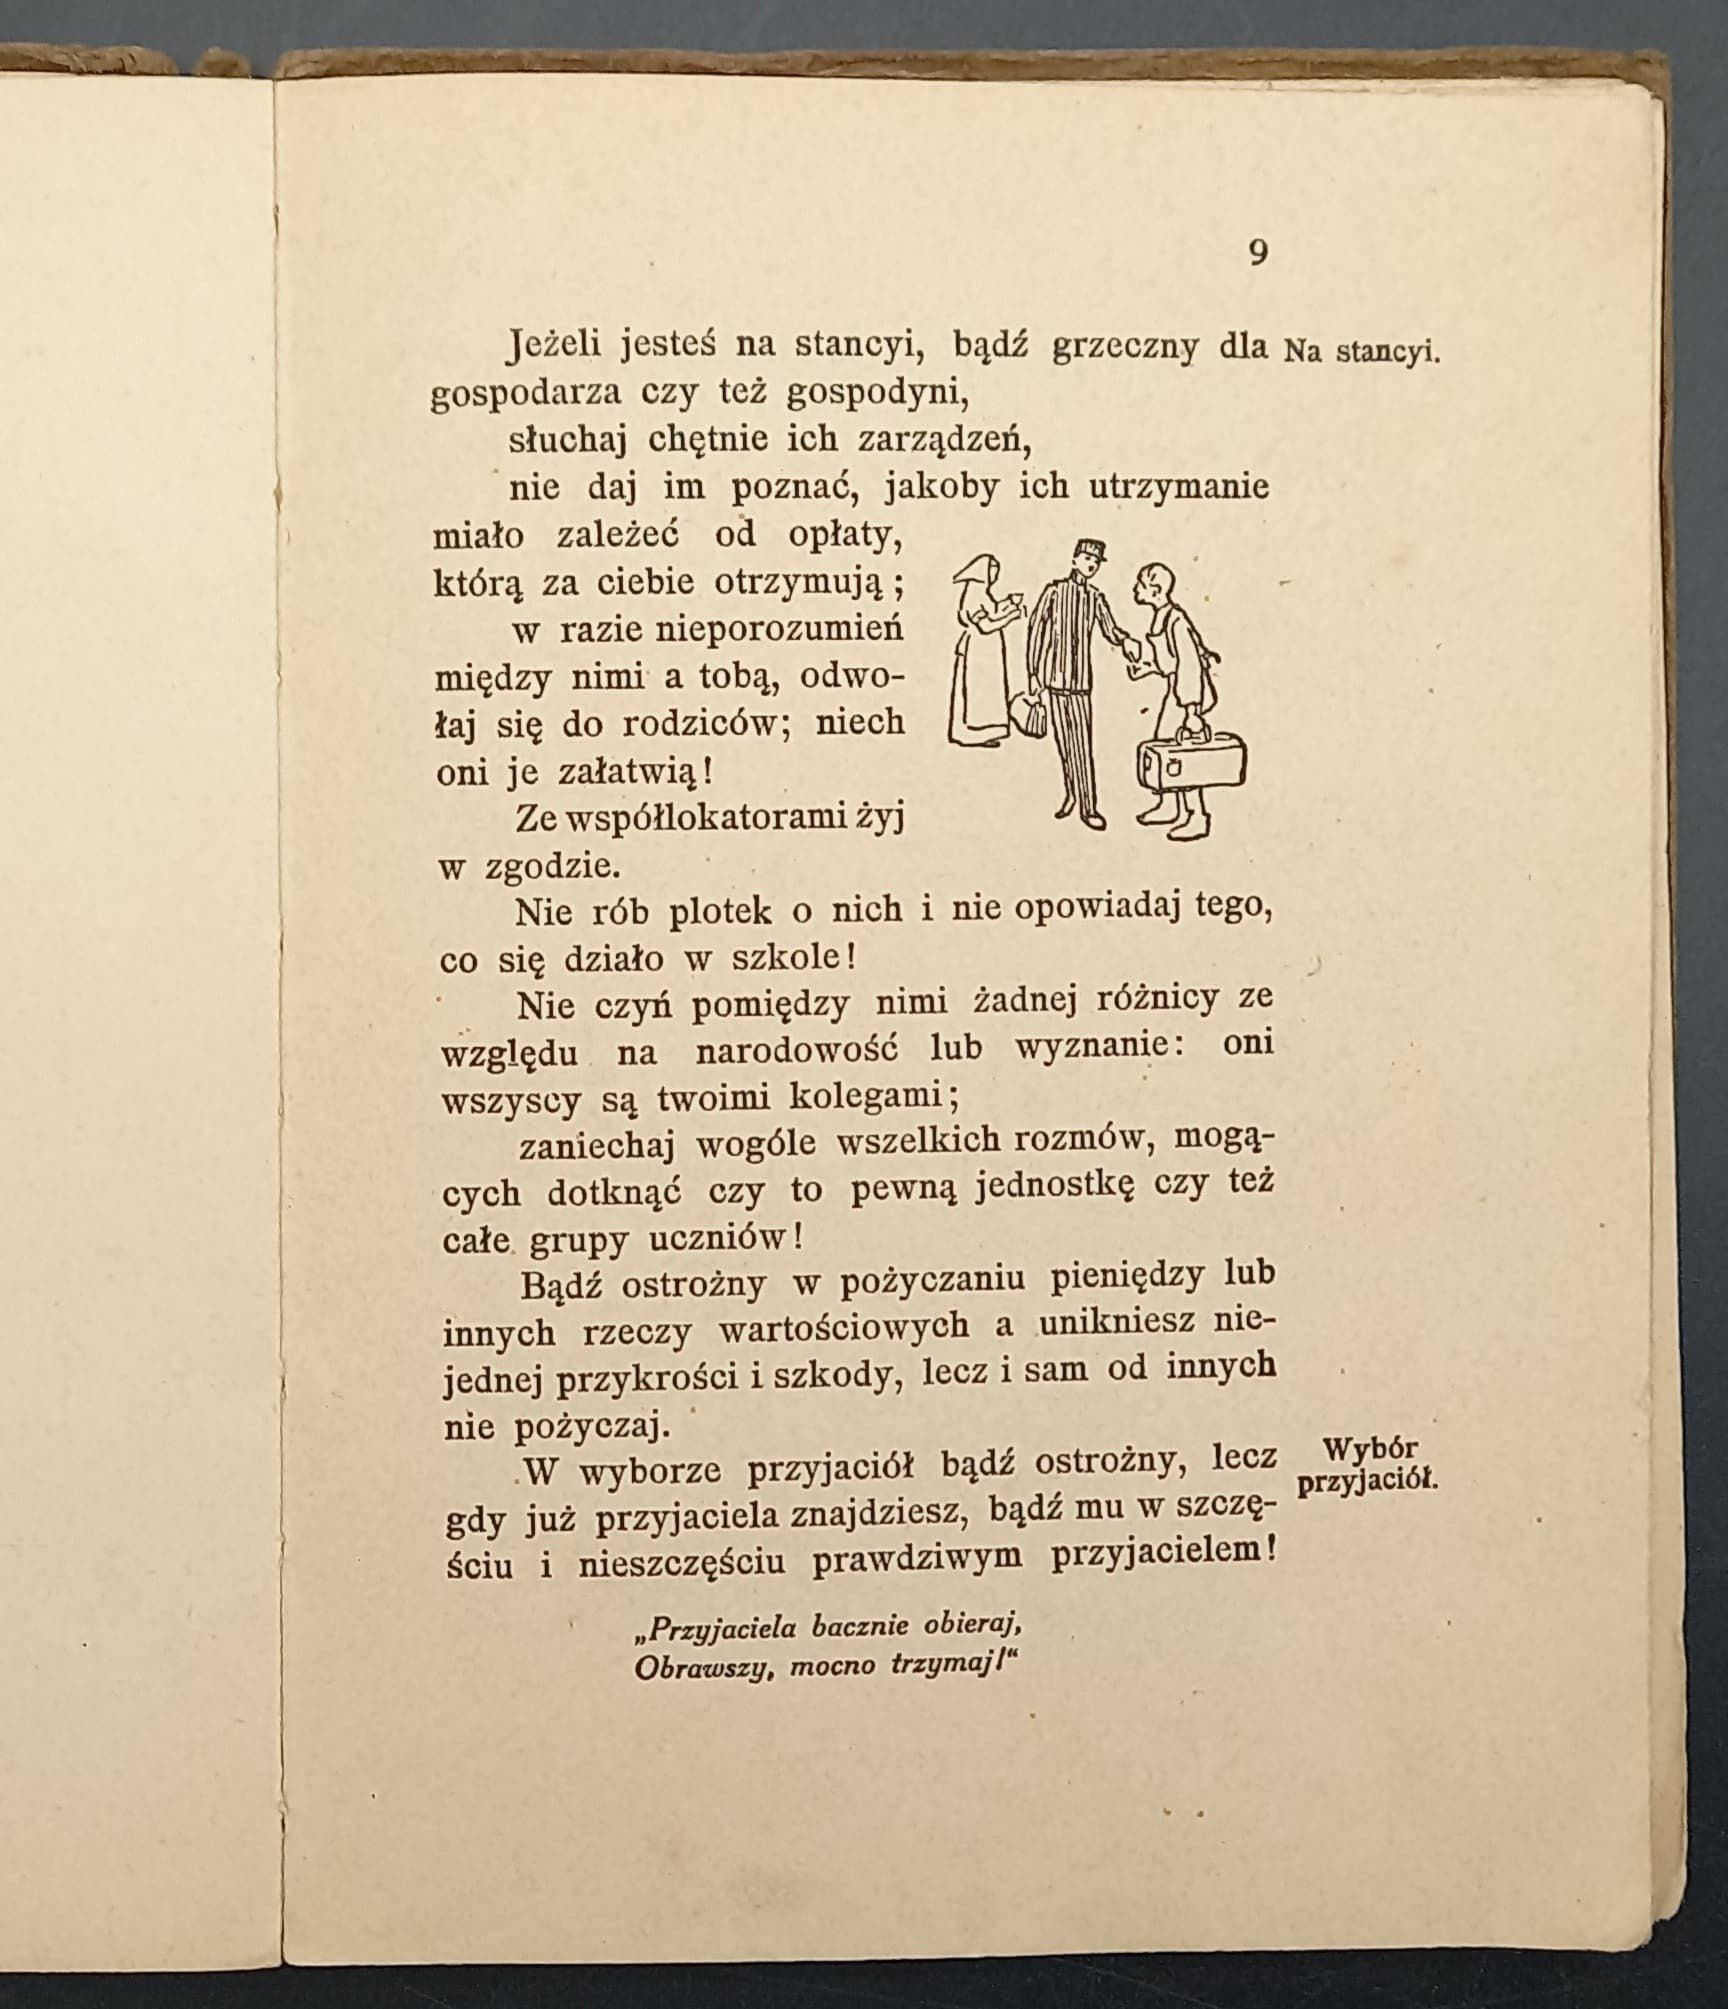 9
Jeżeli jesteś na stancyi, bądź grzeczny dla Na stancyi.
gospodarza czy też gospodyni,
słuchaj chętnie ich zarządzeń,
nie daj im poznać, jakoby ich utrzymanie
miało zależeć od opłaty,
którą za ciebie otrzymują;
w razie nieporozumień
między nimi a tobą, odwo-
łaj się do rodziców; niech
oni je załatwią!
Ze współlokatorami żyj
w zgodzie.
Nie rób plotek o nich i nie opowiadaj tego,
co się działo w szkole!
Nie czyń pomiędzy nimi żadnej różnicy ze
względu na narodowość lub wyznanie: oni
wszyscy są twoimi kolegami;
zaniechaj wogóle wszelkich rozmów, mogą-
cych dotknąć czy to pewną jednostkę czy też
całe grupy uczniów!
Bądź ostrożny w pożyczaniu pieniędzy lub
innych rzeczy wartościowych a unikniesz nie-
jednej przykrości i szkody, lecz i sam od innych
nie pożyczaj.
W wyborze przyjaciół bądź ostrożny, lecz Wybór
przyjaciół.
gdy już przyjaciela znajdziesz, bądź mu w szczę-
ściu i nieszczęściu prawdziwym przyjacielem!
„Przyjaciela bacznie obieraj,
Obrawszy, mocno trzymaj!“